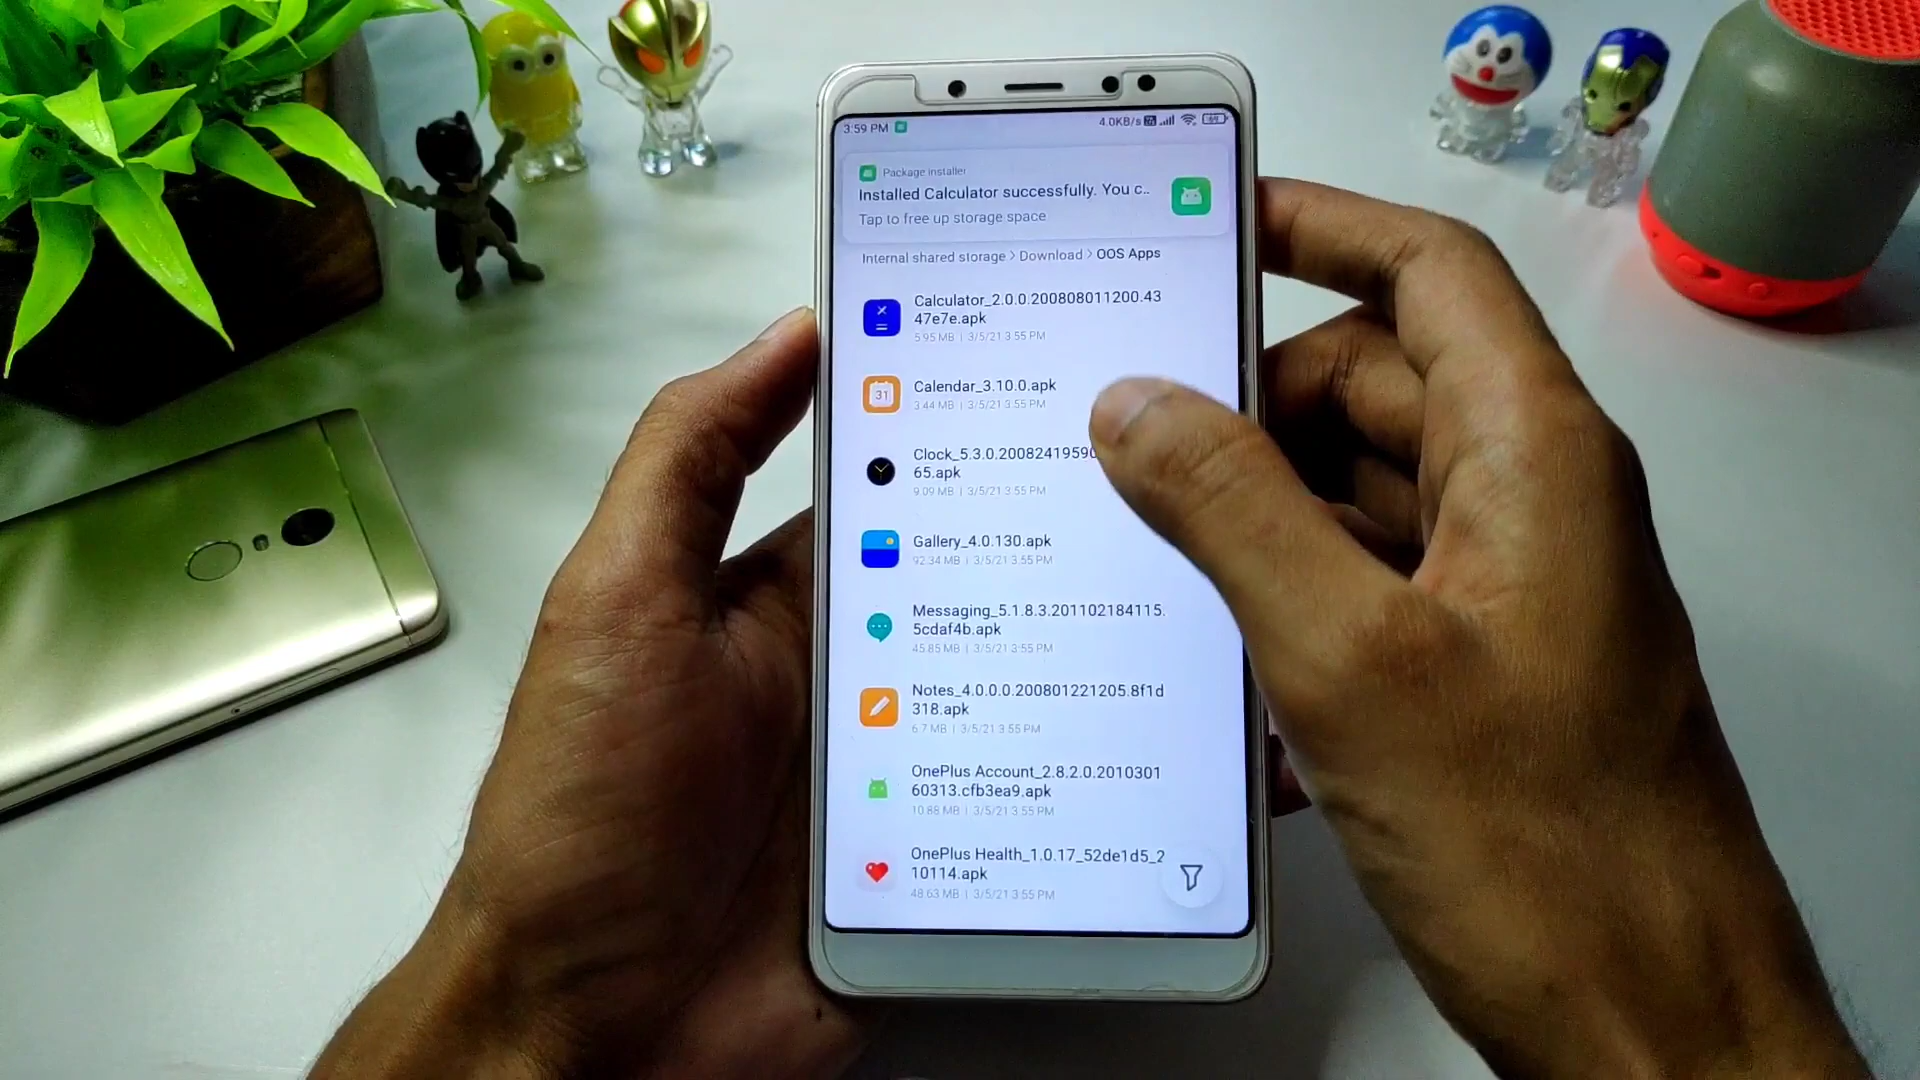 3:59 PM
4.0KB/s
69
Package installer
Installed Calculator successfully. You c..
Tap to free up storage space
Internal shared storage > Download > OOS Apps
Calculator_2.0.0.200808011200.43
47e7e.apk
5.95 MB | 3/5/21 3:55 PM
31
Calendar_3.10.0.apk
3.44 MB | 3/5/21 3:55 PM
Clock_5.3.0.2008241959
65.apk
9.09 MB | 3/5/21 3:55 PM
Gallery_4.0.130.apk
92.34 MB | 3/5/21 3:55 PM
Messaging_5.1.8.3.201102184115.
5cdaf4b.apk
45.85 MB | 3/5/21 3:55 PM
Notes_4.0.0.0.200801221205.8f1d
318.apk
6.7 MB | 3/5/21 3:55 PM
OnePlus Account_2.8.2.0.2010301
60313.cfb3ea9.apk
10.88 MB | 3/5/21 3:55 PM
OnePlus Health_1.0.17_52de1d5_2
10114.apk
48.63 MB | 3/5/21 3:55 PM